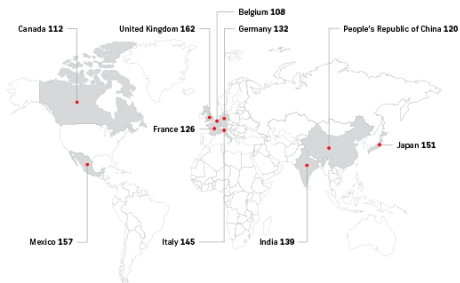 Belgium 108
Canada 112
United Kingdom 162
Germany 132
People's Republic of China 120
France 126
Japan 151
Mexico 157
Italy 145
India 139